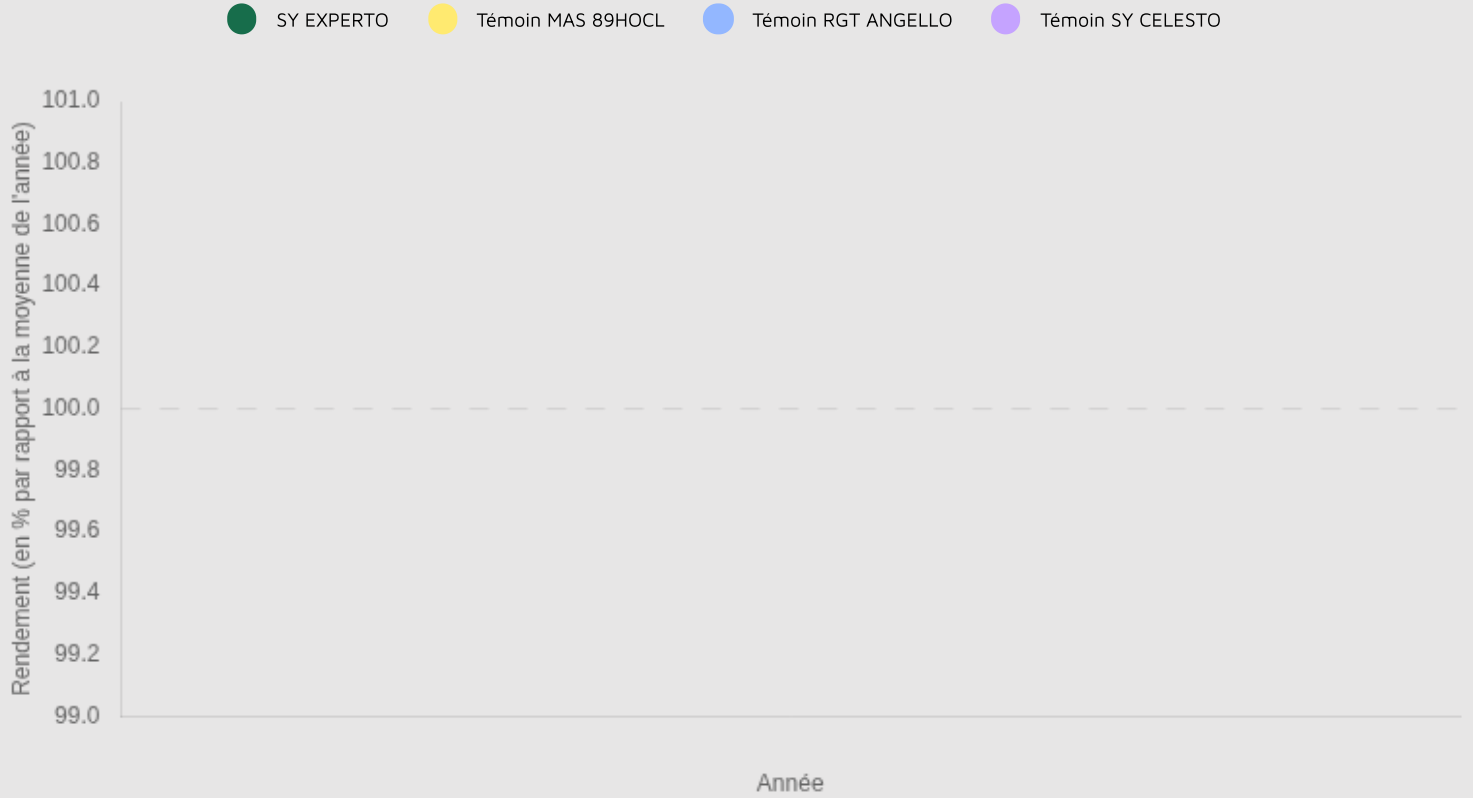 SY EXPERTO
Témoin MAS 89HOCL
Témoin RGT ANGELLO
Témoin SY CELESTO
Rendement (en % par rapport à la moyenne de l'année)
101.0
100.8
100.6
100.4
100.2
100.0
99.8
99.6
99.4
99.2
99.0
Année